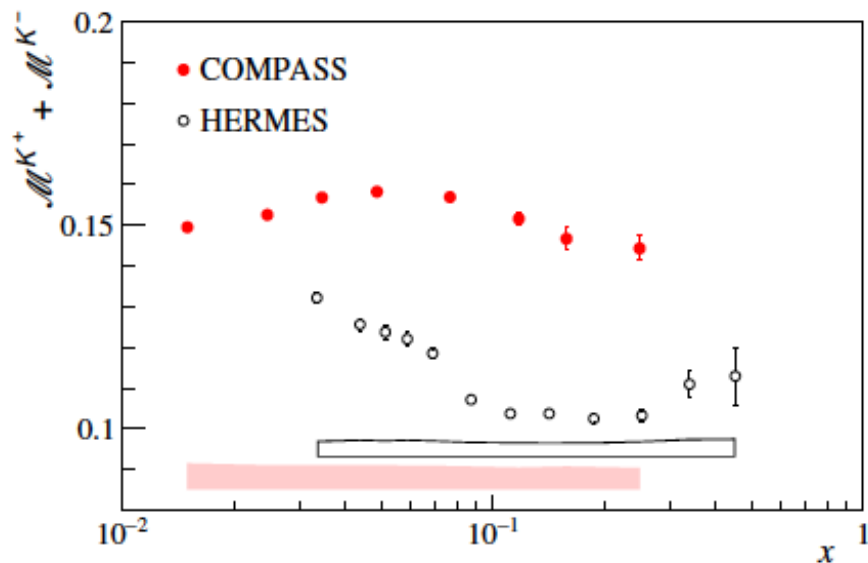 ℳ^{K⁺} + ℳ^{K⁻}
0.2
COMPASS
HERMES
0.15
0.1
10⁻²
10⁻¹
1
x